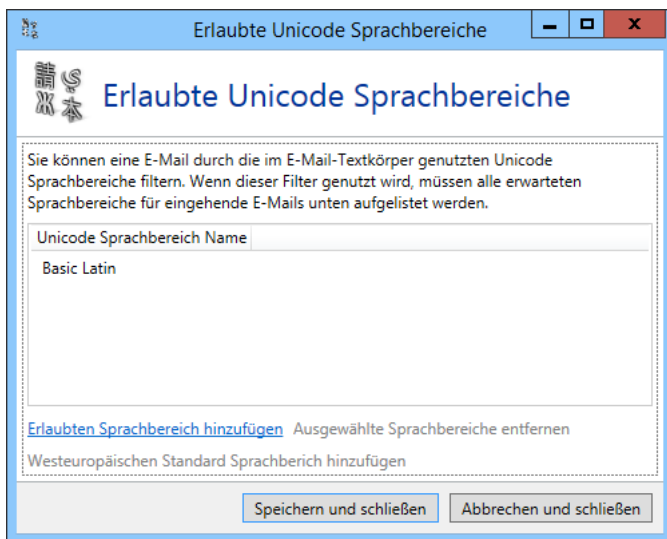 Erlaubte Unicode Sprachbereiche
Erlaubte Unicode Sprachbereiche
Sie können eine E-Mail durch die im E-Mail-Textkörper genutzten Unicode
Sprachbereiche filtern. Wenn dieser Filter genutzt wird, müssen alle erwarteten
Sprachbereiche für eingehende E-Mails unten aufgelistet werden.
Unicode Sprachbereich Name
Basic Latin
Erlaubten Sprachbereich hinzufügen Ausgewählte Sprachbereiche entfernen
Westeuropäischen Standard Sprachberich hinzufügen
Speichern und schließen Abbrechen und schließen